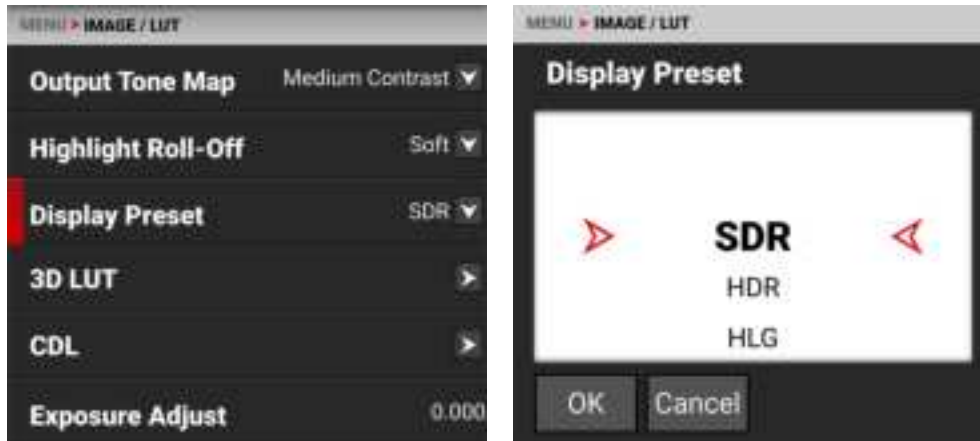 MENU ▸ IMAGE / LUT
Output Tone Map Medium Contrast
Highlight Roll-Off Soft
Display Preset SDR
3D LUT
CDL
Exposure Adjust 0.000
MENU ▸ IMAGE / LUT
Display Preset
SDR
HDR
HLG
OK Cancel